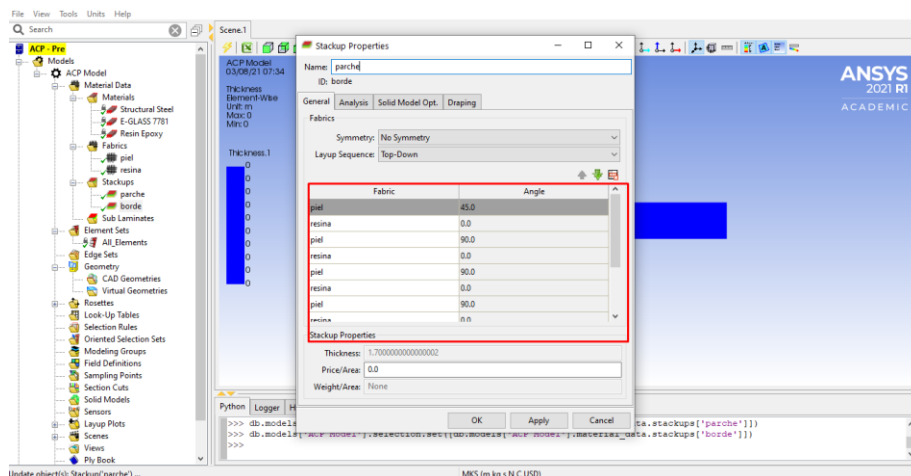 File View Tools Units Help
Search
ACP - Pre
Models
ACP Model
Material Data
Materials
Structural Steel
E-GLASS 7781
Resin Epoxy
Fabrics
piel
resina
Stackups
parche
borde
Sub Laminates
Element Sets
All_Elements
Edge Sets
Geometry
CAD Geometries
Virtual Geometries
Rosettes
Look-Up Tables
Selection Rules
Oriented Selection Sets
Modeling Groups
Field Definitions
Sampling Points
Section Cuts
Solid Models
Sensors
Layup Plots
Scenes
Views
Ply Book
Update object(s): Stackup('parche') ...
Scene.1
ACP Model
03/08/21 07:34
Thickness
Element-Wise
Unit: m
Max: 0
Min: 0
Thickness.1
0
0
0
0
0
0
0
0
0
0
Stackup Properties
Name: parche
ID: borde
General Analysis Solid Model Opt. Draping
Fabrics
Symmetry: No Symmetry
Layup Sequence: Top-Down
Fabric Angle
piel 45.0
resina 0.0
piel 90.0
resina 0.0
piel 90.0
resina 0.0
piel 90.0
resina 0.0
Stackup Properties
Thickness: 1.7000000000000002
Price/Area: 0.0
Weight/Area: None
OK Apply Cancel
ANSYS
2021 R1
ACADEMIC
Python Logger H
>>> db.models ta.stackups['parche']])
>>> db.models['ACP Model'].selection.set([db.models['ACP Model'].material_data.stackups['borde']])
>>>
MKS (m,kg,s,N,C,USD)